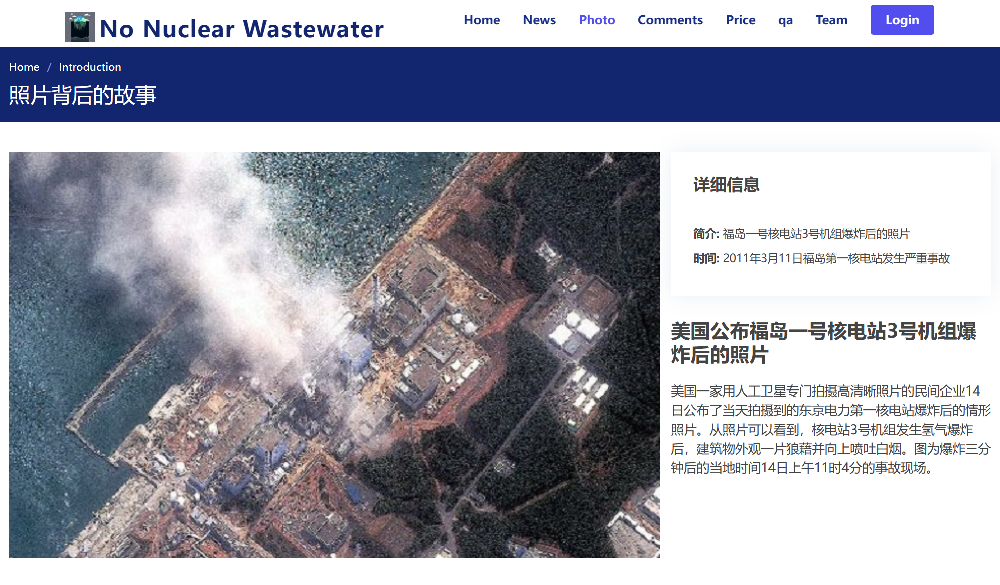 No Nuclear Wastewater
Home News Photo Comments Price qa Team Login
Home / Introduction
照片背后的故事
详细信息
简介: 福岛一号核电站3号机组爆炸后的照片
时间: 2011年3月11日福岛第一核电站发生严重事故
美国公布福岛一号核电站3号机组爆
炸后的照片
美国一家用人工卫星专门拍摄高清晰照片的民间企业14
日公布了当天拍摄到的东京电力第一核电站爆炸后的情形
照片。从照片可以看到，核电站3号机组发生氢气爆炸
后，建筑物外观一片狼藉并向上喷吐白烟。图为爆炸三分
钟后的当地时间14日上午11时4分的事故现场。